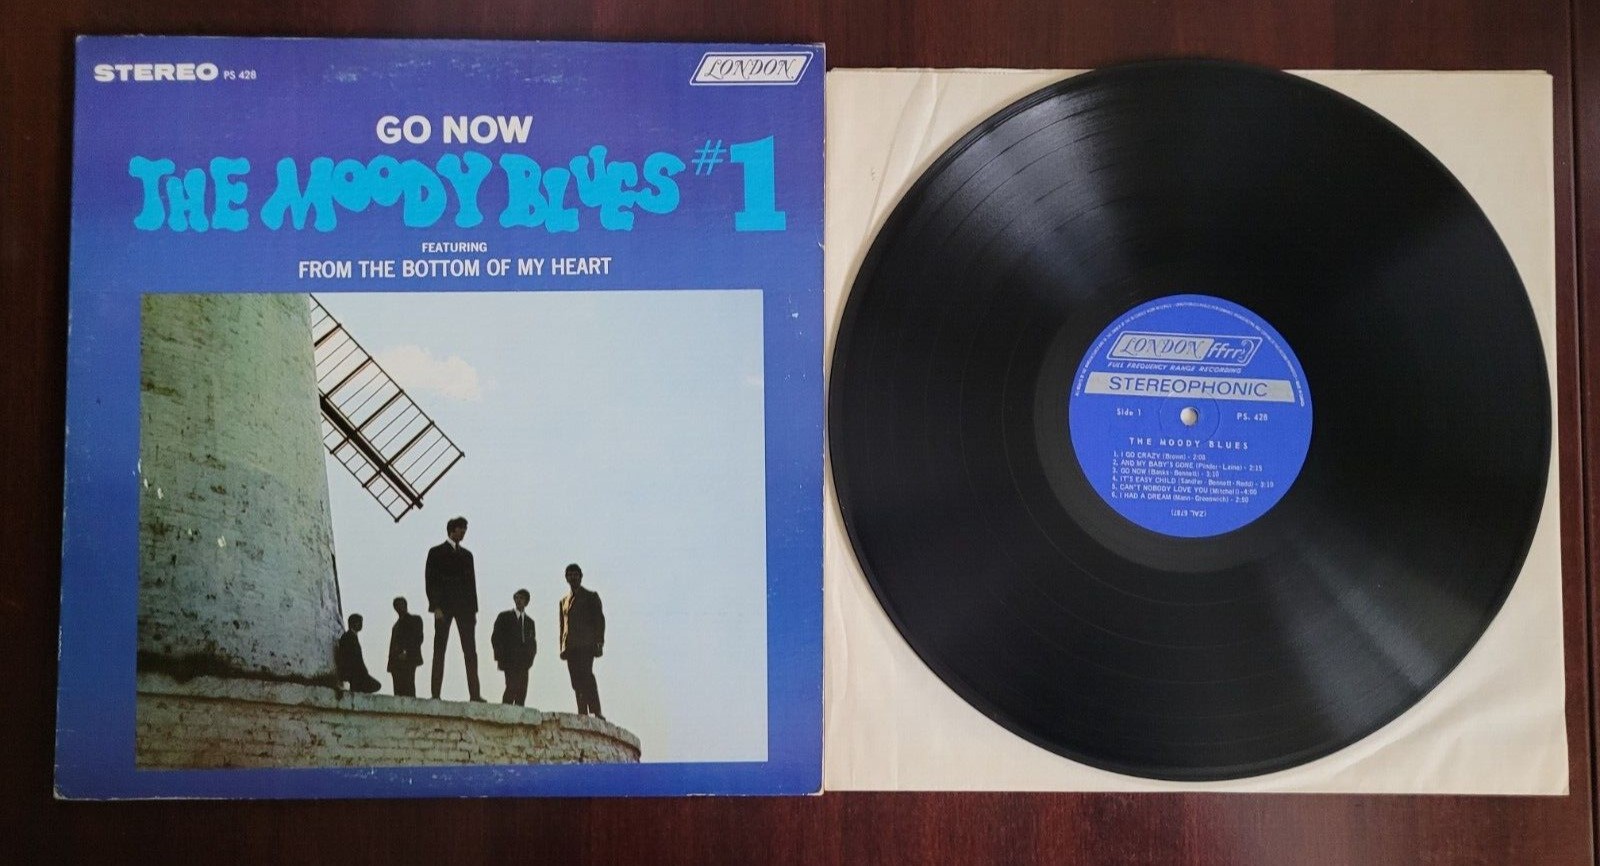 STEREO PS 428
LONDON
GO NOW
THE MOODY BLUES #1
FEATURING
FROM THE BOTTOM OF MY HEART
LONDON ffrr
FULL FREQUENCY RANGE RECORDING
STEREOPHONIC
Side 1
PS. 428
THE MOODY BLUES
1. I GO CRAZY (Brown) - 2:08
2. AND MY BABY'S GONE (Pinder-Laine) - 2:15
3. GO NOW (Banks-Bennett) - 3:10
4. IT'S EASY CHILD (Sandler-Bennett-Redd) - 3:10
5. CAN'T NOBODY LOVE YOU (Mitchell) - 4:00
6. I HAD A DREAM (Mann-Greenwich) - 2:50
(ZAL 6787)